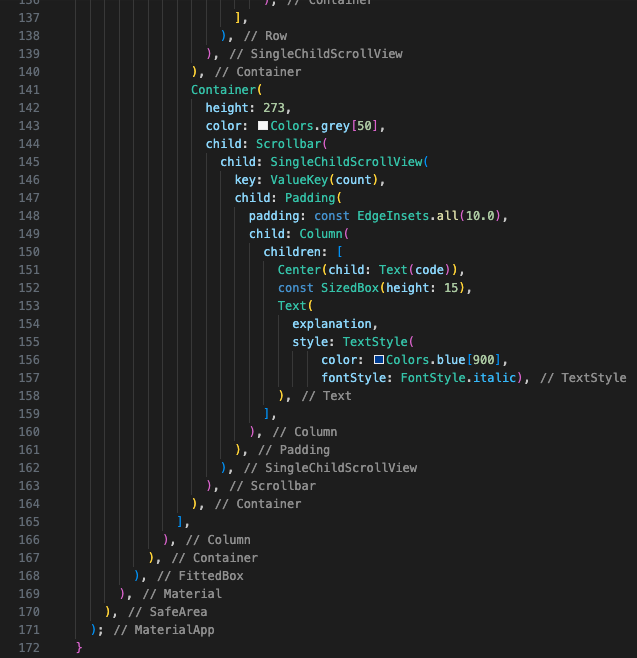 136 ), // Container
137 ],
138 ), // Row
139 ), // SingleChildScrollView
140 ), // Container
141 Container(
142 height: 273,
143 color: Colors.grey[50],
144 child: Scrollbar(
145 child: SingleChildScrollView(
146 key: ValueKey(count),
147 child: Padding(
148 padding: const EdgeInsets.all(10.0),
149 child: Column(
150 children: [
151 Center(child: Text(code)),
152 const SizedBox(height: 15),
153 Text(
154 explanation,
155 style: TextStyle(
156 color: Colors.blue[900],
157 fontStyle: FontStyle.italic), // TextStyle
158 ), // Text
159 ],
160 ), // Column
161 ), // Padding
162 ), // SingleChildScrollView
163 ), // Scrollbar
164 ), // Container
165 ],
166 ), // Column
167 ), // Container
168 ), // FittedBox
169 ), // Material
170 ), // SafeArea
171 ); // MaterialApp
172 }